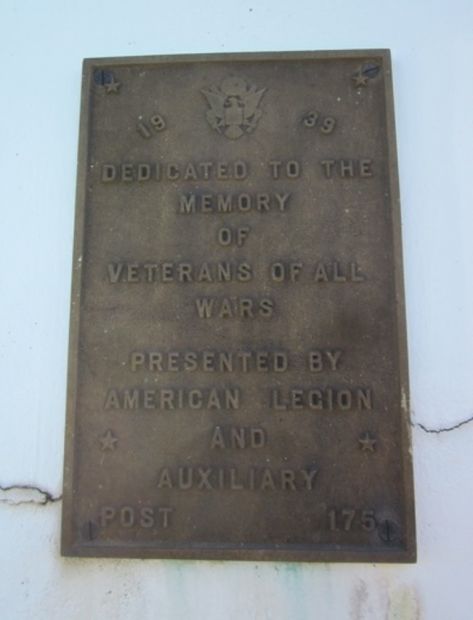 19 39
DEDICATED TO THE
MEMORY
OF
VETERANS OF ALL
WARS
PRESENTED BY
AMERICAN LEGION
AND
AUXILIARY
POST 175